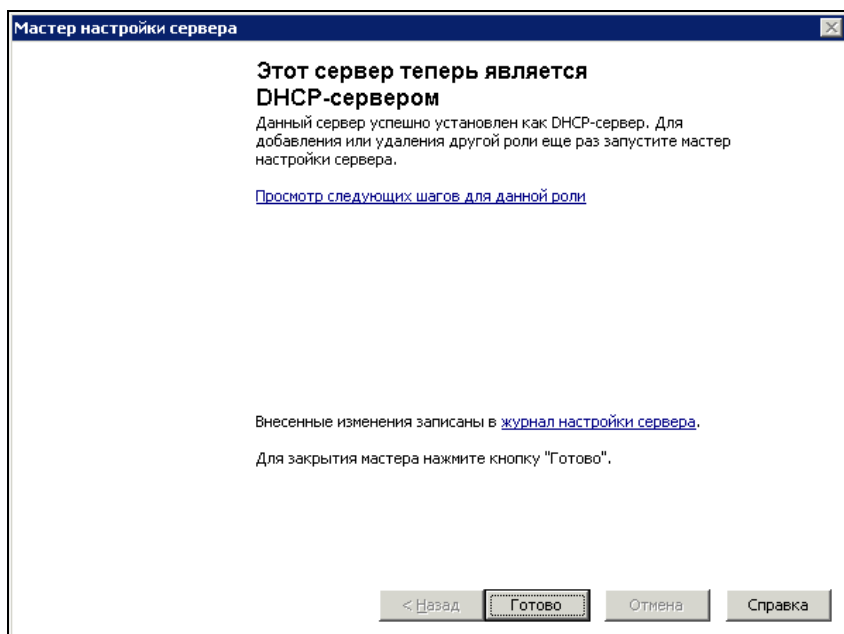 Мастер настройки сервера
Этот сервер теперь является
DHCP-сервером
Данный сервер успешно установлен как DHCP-сервер. Для
добавления или удаления другой роли еще раз запустите мастер
настройки сервера.
Просмотр следующих шагов для данной роли
Внесенные изменения записаны в журнал настройки сервера.
Для закрытия мастера нажмите кнопку "Готово".
< Назад Готово Отмена Справка